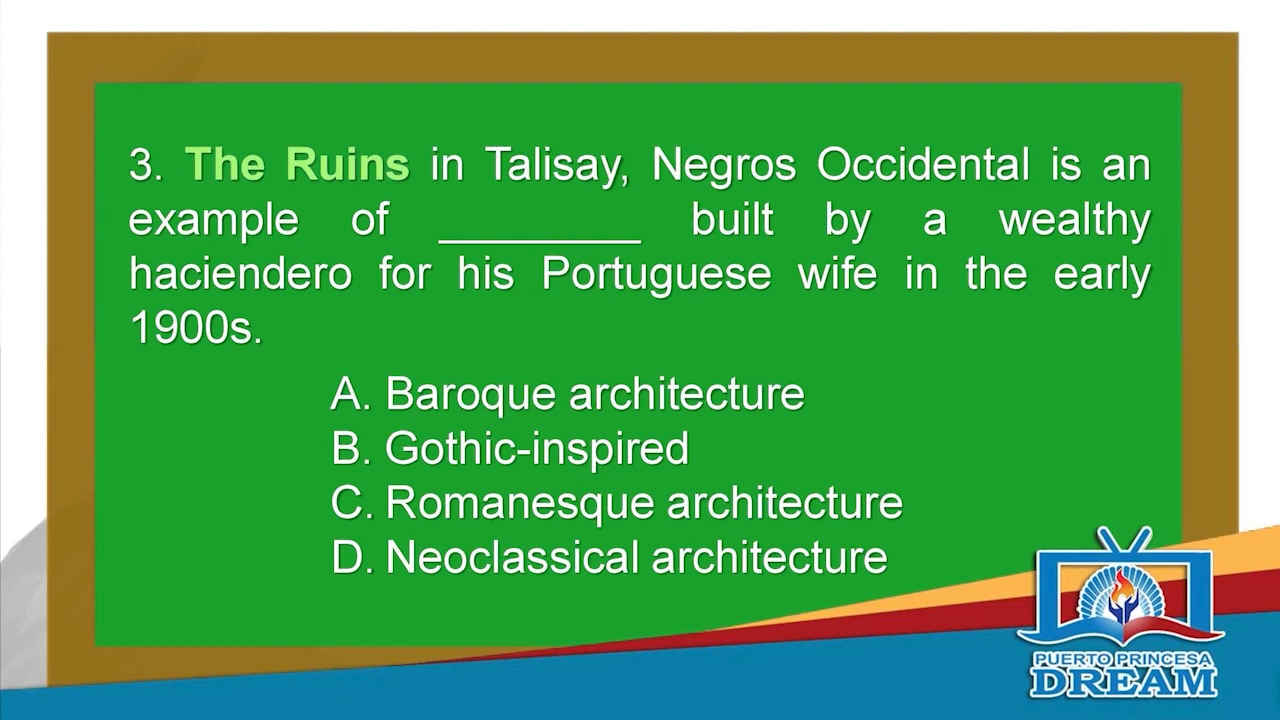 3. The Ruins in Talisay, Negros Occidental is an
example of ________ built by a wealthy
haciendero for his Portuguese wife in the early
1900s.
A. Baroque architecture
B. Gothic-inspired
C. Romanesque architecture
D. Neoclassical architecture
PUERTO PRINCESA
DREAM